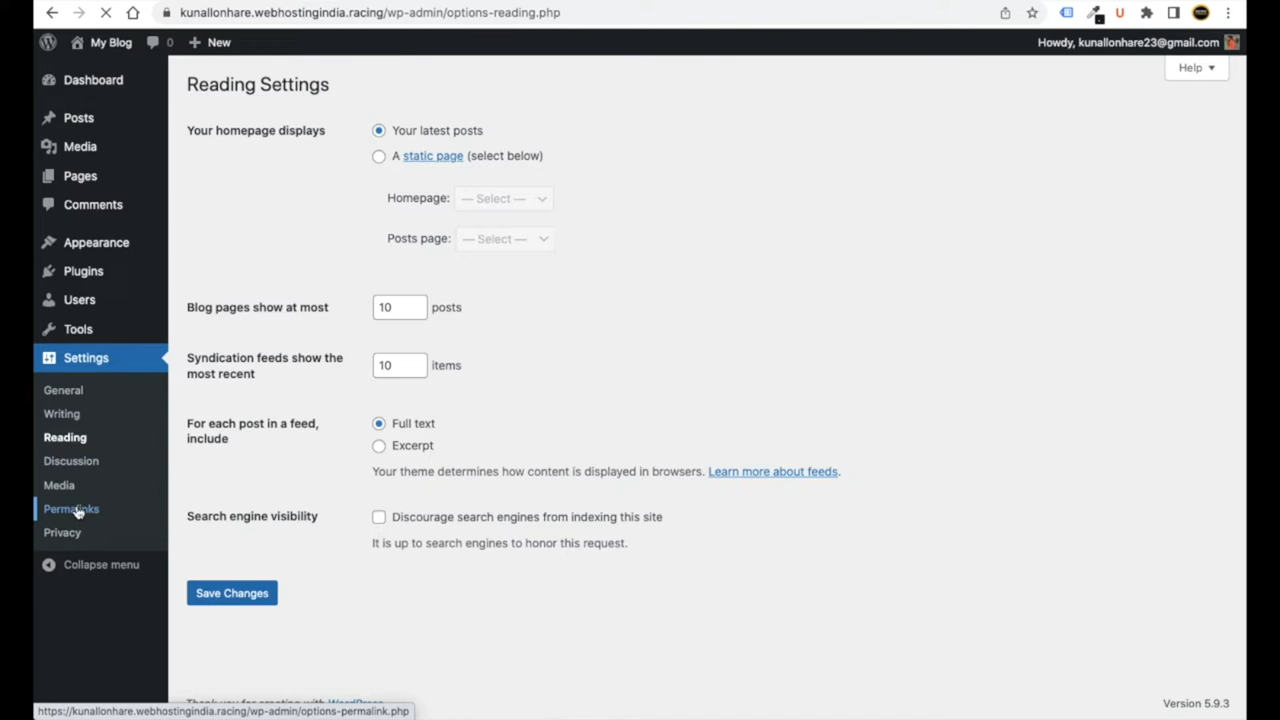 kunallonhare.webhostingindia.racing/wp-admin/options-reading.php
My Blog 0 New
Howdy, kunallonhare23@gmail.com
Help
Dashboard
Posts
Media
Pages
Comments
Appearance
Plugins
Users
Tools
Settings
General
Writing
Reading
Discussion
Media
Permalinks
Privacy
Collapse menu
Reading Settings
Your homepage displays
Your latest posts
A static page (select below)
Homepage: — Select —
Posts page: — Select —
Blog pages show at most 10 posts
Syndication feeds show the
most recent
10 items
For each post in a feed,
include
Full text
Excerpt
Your theme determines how content is displayed in browsers. Learn more about feeds.
Search engine visibility
Discourage search engines from indexing this site
It is up to search engines to honor this request.
Save Changes
Thank you for creating with WordPress
Version 5.9.3
https://kunallonhare.webhostingindia.racing/wp-admin/options-permalink.php